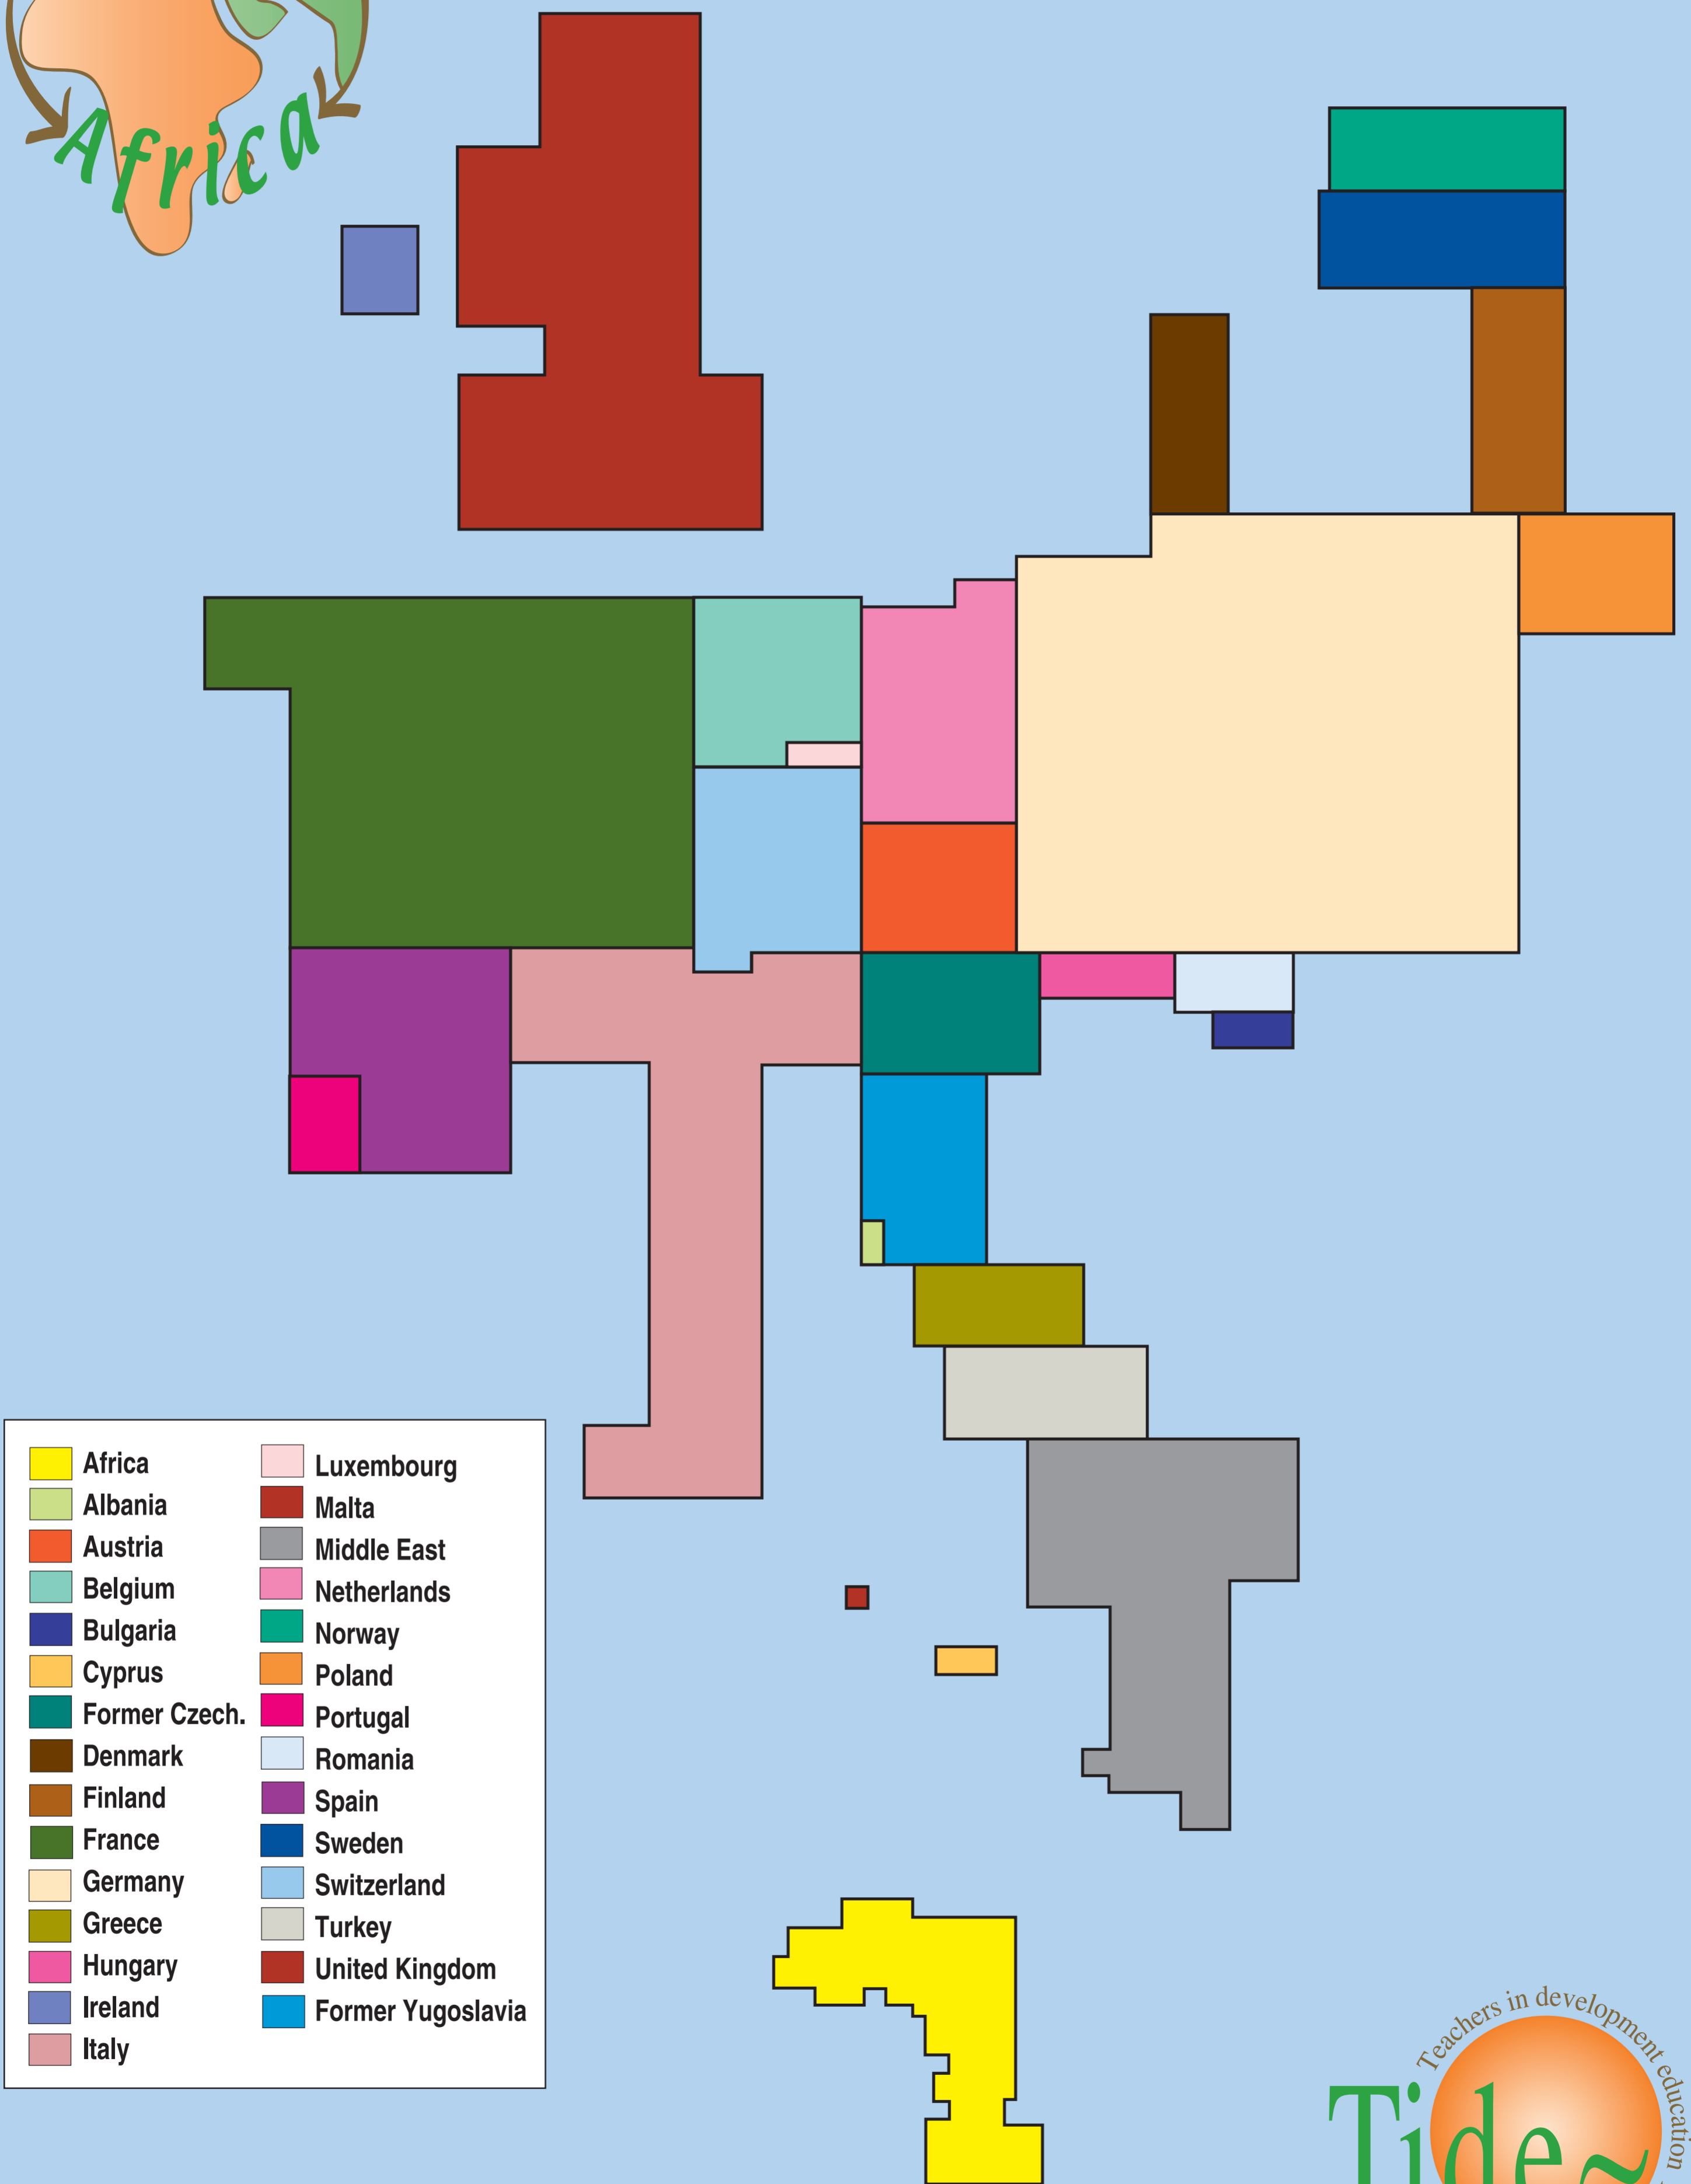 Africa
Africa
Albania
Austria
Belgium
Bulgaria
Cyprus
Former Czech.
Denmark
Finland
France
Germany
Greece
Hungary
Ireland
Italy
Luxembourg
Malta
Middle East
Netherlands
Norway
Poland
Portugal
Romania
Spain
Sweden
Switzerland
Turkey
United Kingdom
Former Yugoslavia
Teachers in development education
Tide~